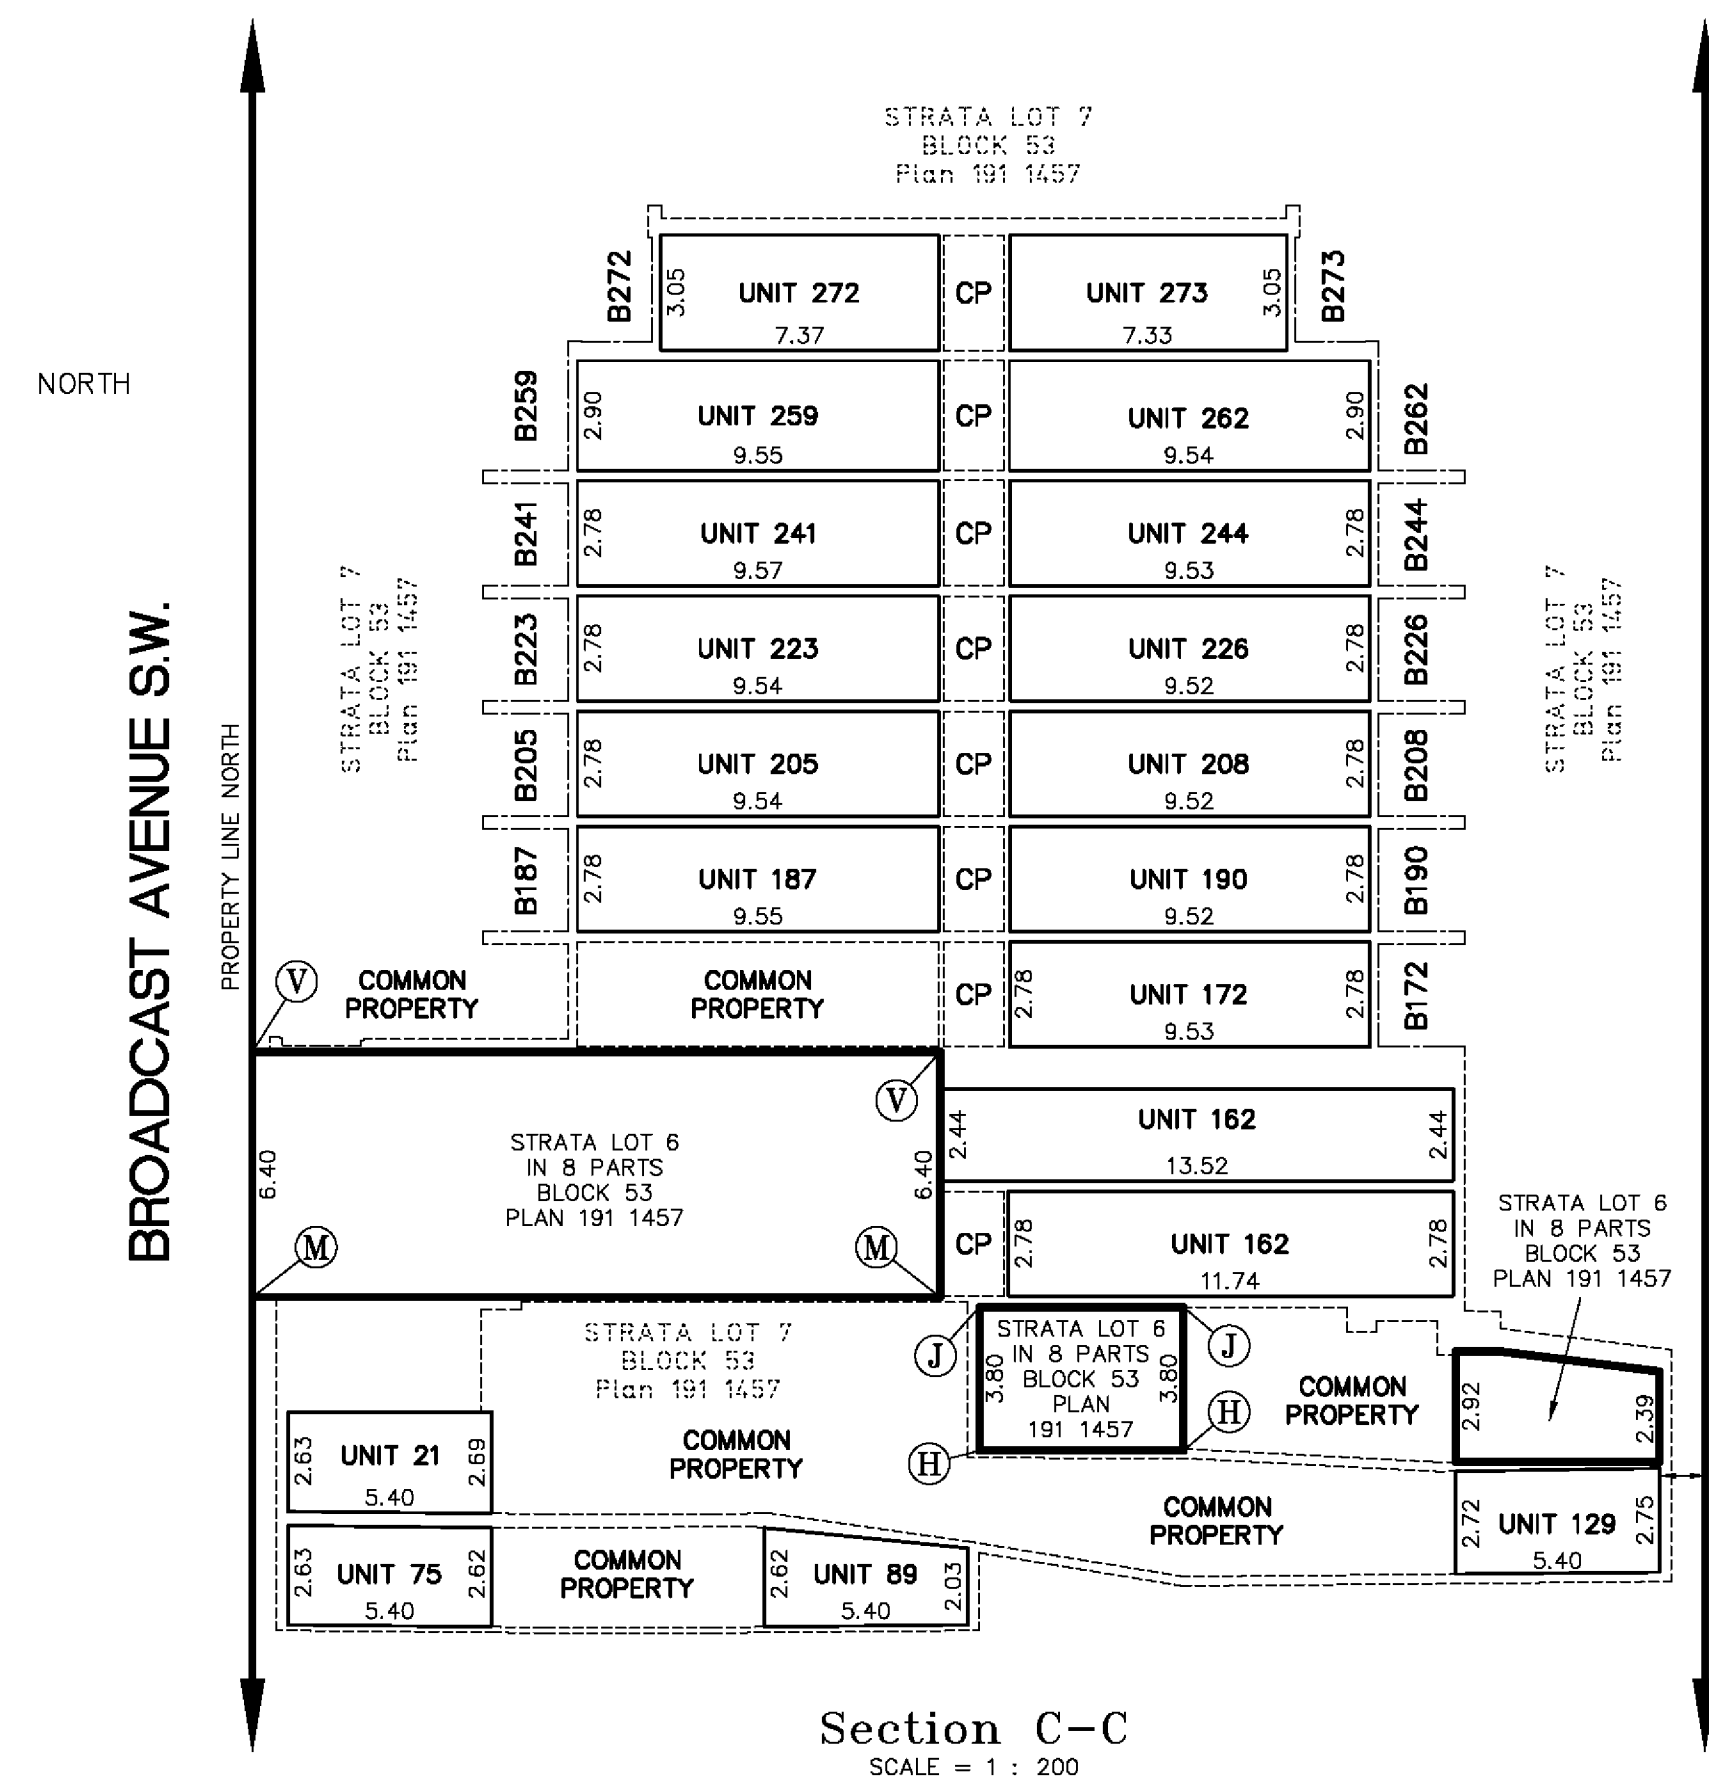 STRATA LOT 7
BLOCK 53
Plan 191 1457
B272
3.05
UNIT 272
7.37
CP
UNIT 273
7.33
3.05
B273
NORTH
B259
2.90
UNIT 259
9.55
CP
UNIT 262
9.54
2.90
B262
B241
2.78
UNIT 241
9.57
CP
UNIT 244
9.53
2.78
B244
STRATA LOT 7
BLOCK 53
Plan 191 1457
B223
2.78
UNIT 223
9.54
CP
UNIT 226
9.52
2.78
B226
STRATA LOT 7
BLOCK 53
Plan 191 1457
BROADCAST AVENUE S.W.
PROPERTY LINE NORTH
B205
2.78
UNIT 205
9.54
CP
UNIT 208
9.52
2.78
B208
B187
2.78
UNIT 187
9.55
CP
UNIT 190
9.52
2.78
B190
V
COMMON
PROPERTY
COMMON
PROPERTY
CP
2.78
UNIT 172
9.53
2.78
B172
V
6.40
STRATA LOT 6
IN 8 PARTS
BLOCK 53
PLAN 191 1457
6.40
M
M
2.44
UNIT 162
13.52
2.44
CP
2.78
UNIT 162
11.74
2.78
STRATA LOT 6
IN 8 PARTS
BLOCK 53
PLAN 191 1457
STRATA LOT 7
BLOCK 53
Plan 191 1457
J
3.80
STRATA LOT 6
IN 8 PARTS
BLOCK 53
PLAN
191 1457
3.80
J
H
H
COMMON
PROPERTY
2.92
2.39
2.63
UNIT 21
5.40
2.69
COMMON
PROPERTY
COMMON
PROPERTY
2.72
UNIT 129
5.40
2.75
2.63
UNIT 75
5.40
2.62
COMMON
PROPERTY
2.62
UNIT 89
5.40
2.03
Section C-C
SCALE = 1 : 200